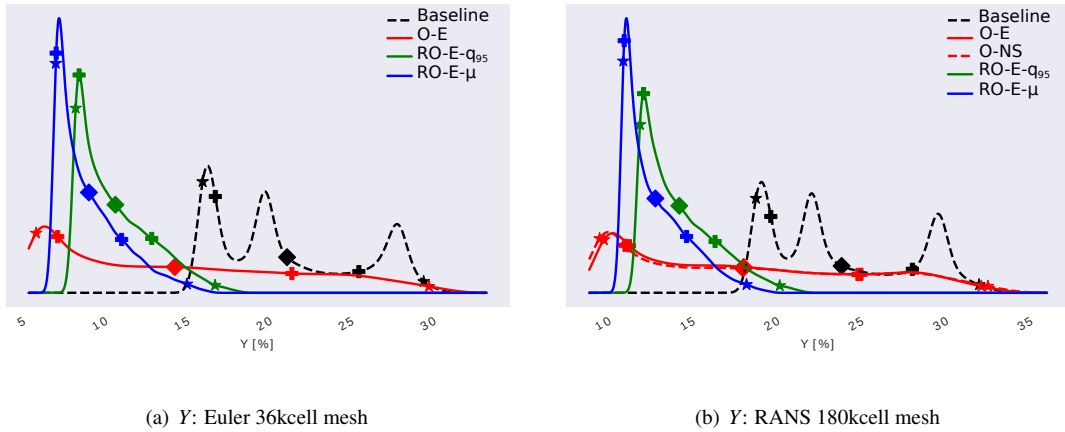 Baseline
O-E
RO-E-q₉₅
RO-E-μ
5
10
15
20
25
30
Y [%]
(a) Y: Euler 36kcell mesh
Baseline
O-E
O-NS
RO-E-q₉₅
RO-E-μ
10
15
20
25
30
35
Y [%]
(b) Y: RANS 180kcell mesh